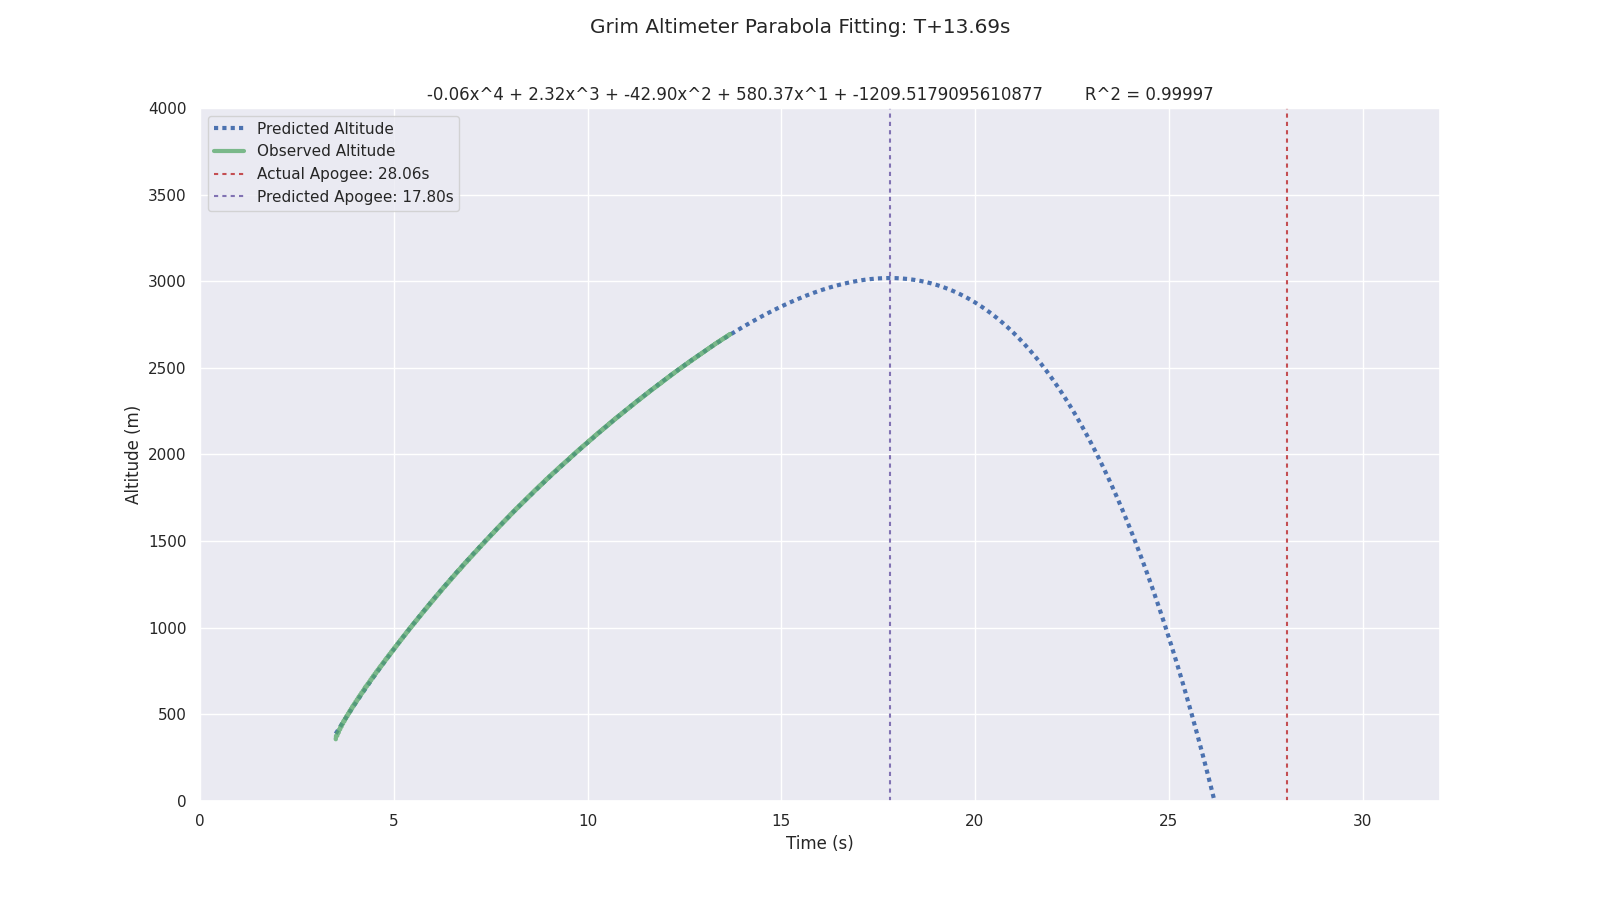 Grim Altimeter Parabola Fitting: T+13.69s
-0.06x^4 + 2.32x^3 + -42.90x^2 + 580.37x^1 + -1209.5179095610877 R^2 = 0.99997
Predicted Altitude
Observed Altitude
Actual Apogee: 28.06s
Predicted Apogee: 17.80s
4000
3500
3000
2500
2000
1500
1000
500
0
Altitude (m)
0 5 10 15 20 25 30
Time (s)